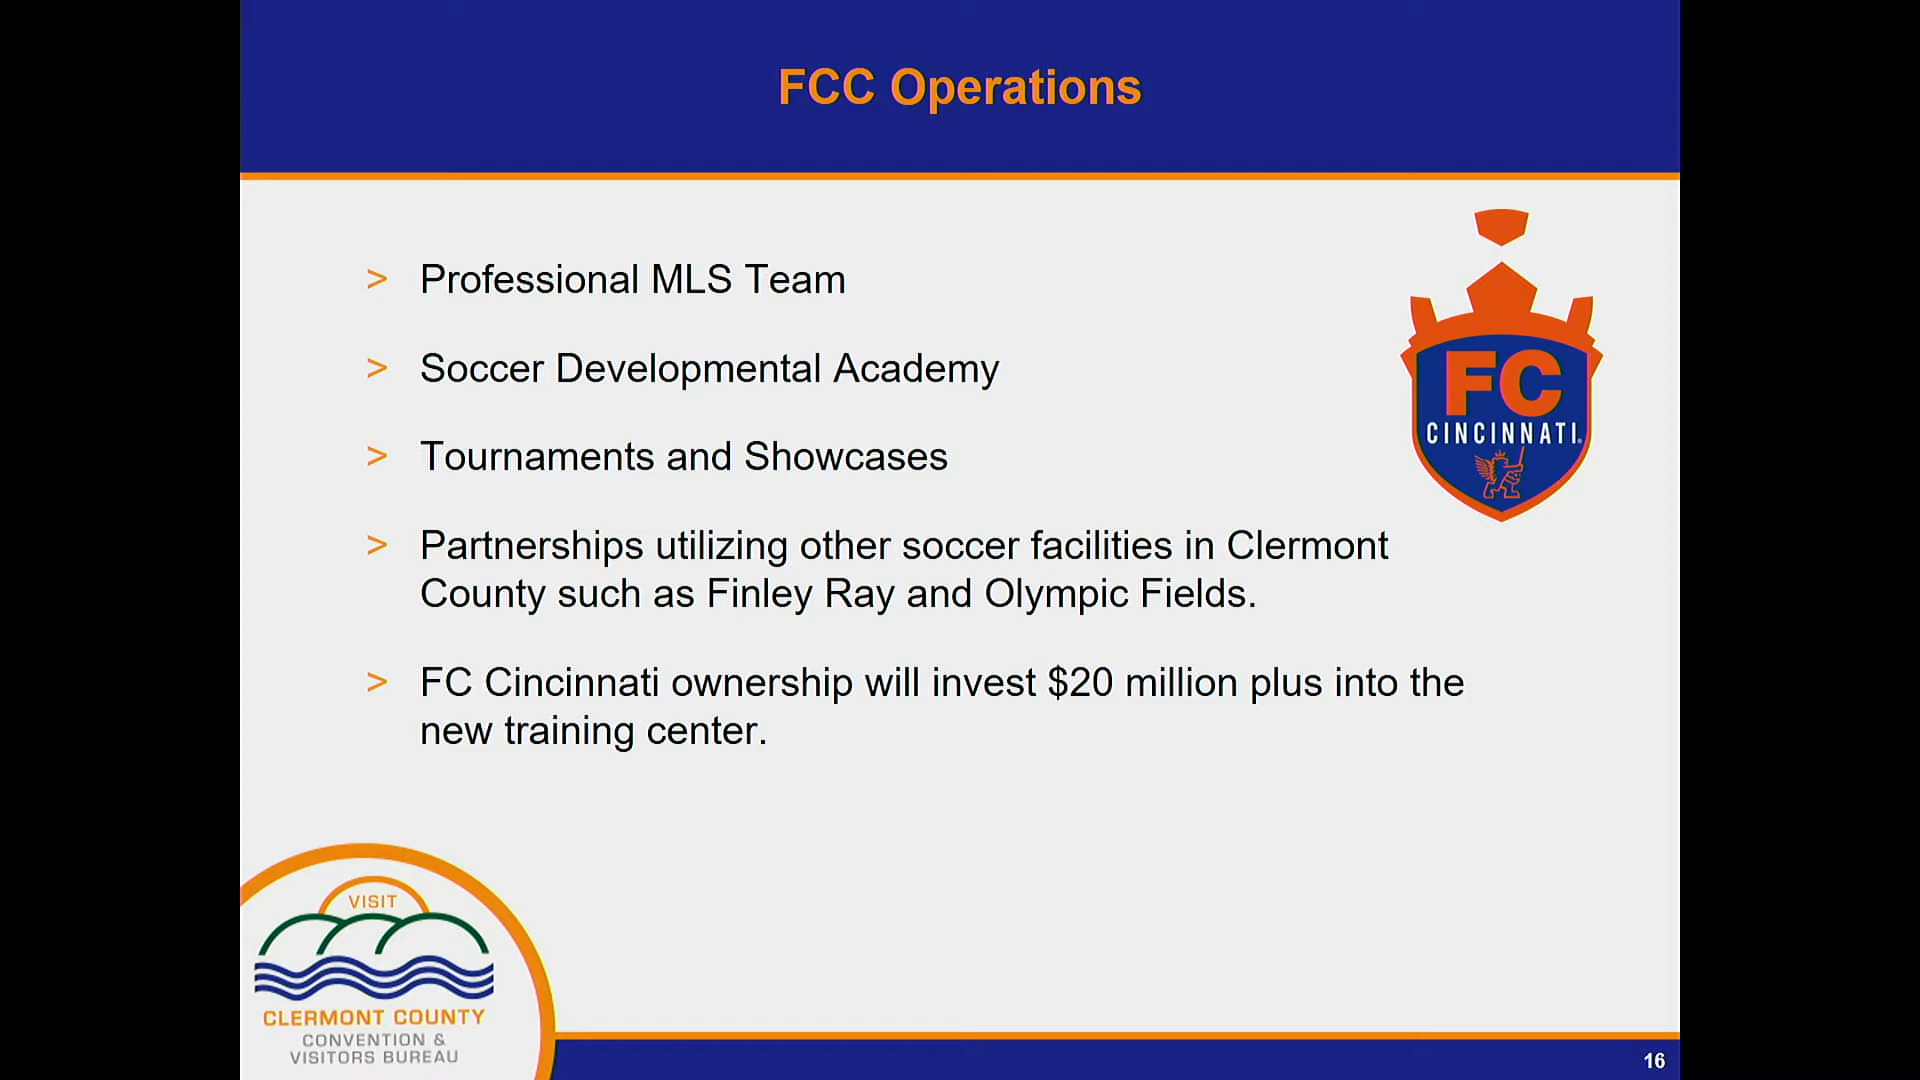 FCC Operations
> Professional MLS Team
> Soccer Developmental Academy
> Tournaments and Showcases
> Partnerships utilizing other soccer facilities in Clermont
County such as Finley Ray and Olympic Fields.
> FC Cincinnati ownership will invest $20 million plus into the
new training center.
FC
CINCINNATI
VISIT
CLERMONT COUNTY
CONVENTION &
VISITORS BUREAU
16